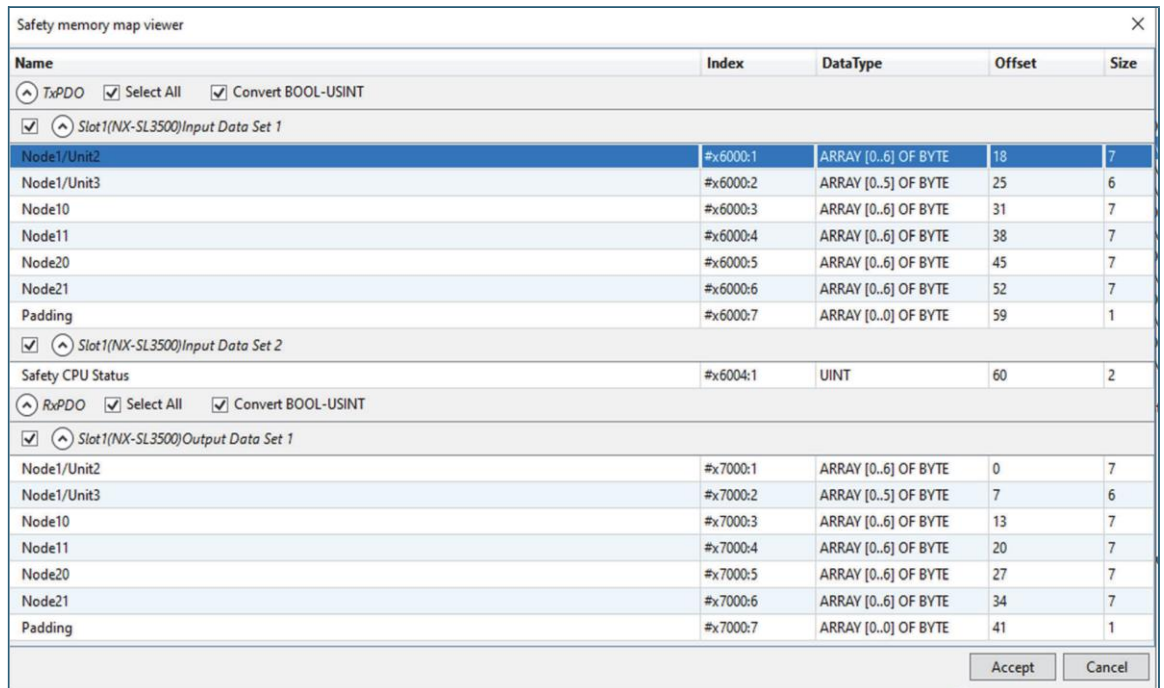 Safety memory map viewer
Name Index DataType Offset Size
TxPDO Select All Convert BOOL-USINT
Slot1(NX-SL3500)Input Data Set 1
Node1/Unit2 #x6000:1 ARRAY [0..6] OF BYTE 18 7
Node1/Unit3 #x6000:2 ARRAY [0..5] OF BYTE 25 6
Node10 #x6000:3 ARRAY [0..6] OF BYTE 31 7
Node11 #x6000:4 ARRAY [0..6] OF BYTE 38 7
Node20 #x6000:5 ARRAY [0..6] OF BYTE 45 7
Node21 #x6000:6 ARRAY [0..6] OF BYTE 52 7
Padding #x6000:7 ARRAY [0..0] OF BYTE 59 1
Slot1(NX-SL3500)Input Data Set 2
Safety CPU Status #x6004:1 UINT 60 2
RxPDO Select All Convert BOOL-USINT
Slot1(NX-SL3500)Output Data Set 1
Node1/Unit2 #x7000:1 ARRAY [0..6] OF BYTE 0 7
Node1/Unit3 #x7000:2 ARRAY [0..5] OF BYTE 7 6
Node10 #x7000:3 ARRAY [0..6] OF BYTE 13 7
Node11 #x7000:4 ARRAY [0..6] OF BYTE 20 7
Node20 #x7000:5 ARRAY [0..6] OF BYTE 27 7
Node21 #x7000:6 ARRAY [0..6] OF BYTE 34 7
Padding #x7000:7 ARRAY [0..0] OF BYTE 41 1
Accept Cancel